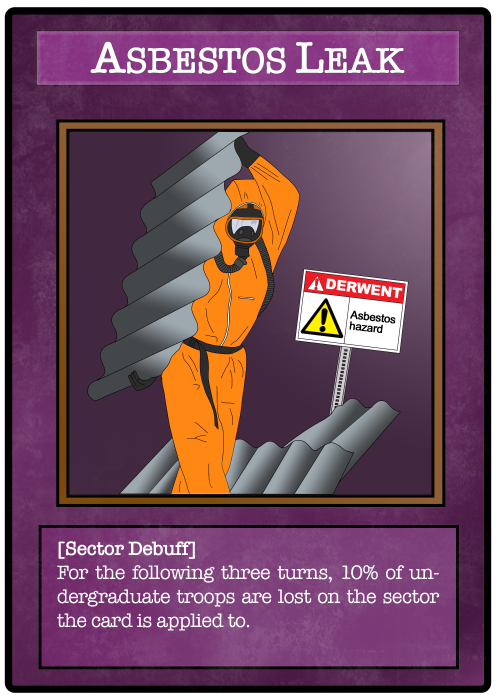 Asbestos Leak
DERWENT
Asbestos
hazard
[Sector Debuff]
For the following three turns, 10% of un-
dergraduate troops are lost on the sector
the card is applied to.